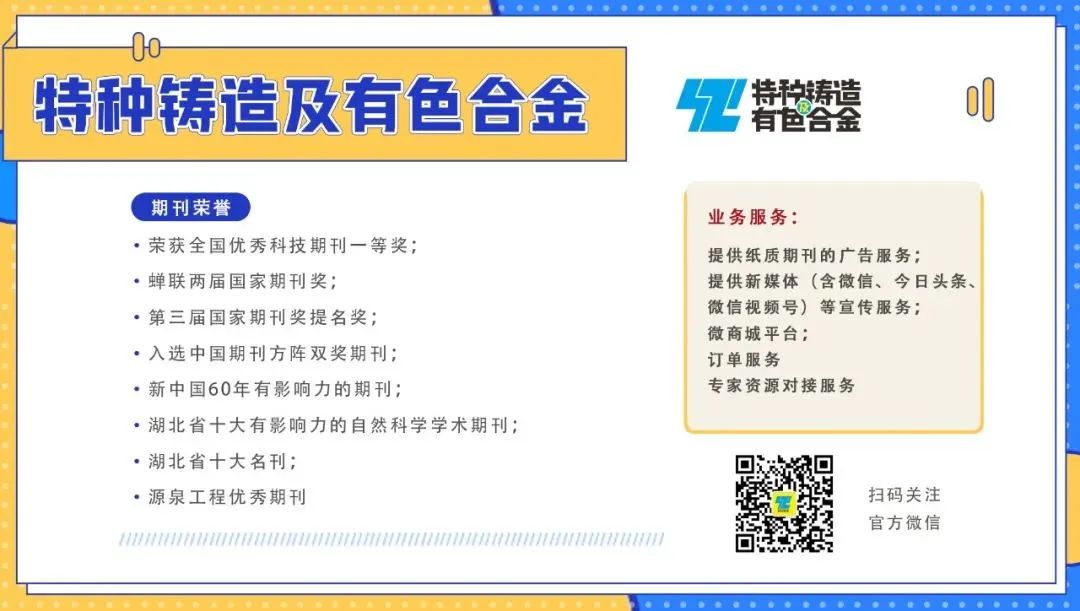 特种铸造及有色合金
特种铸造
及
有色合金
期刊荣誉
• 荣获全国优秀科技期刊一等奖；
• 蝉联两届国家期刊奖；
• 第三届国家期刊奖提名奖；
• 入选中国期刊方阵双奖期刊；
• 新中国60年有影响力的期刊；
• 湖北省十大有影响力的自然科学学术期刊；
• 湖北省十大名刊；
• 源泉工程优秀期刊
业务服务：
提供纸质期刊的广告服务；
提供新媒体（含微信、今日头条、
微信视频号）等宣传服务；
微商城平台；
订单服务
专家资源对接服务
扫码关注
官方微信